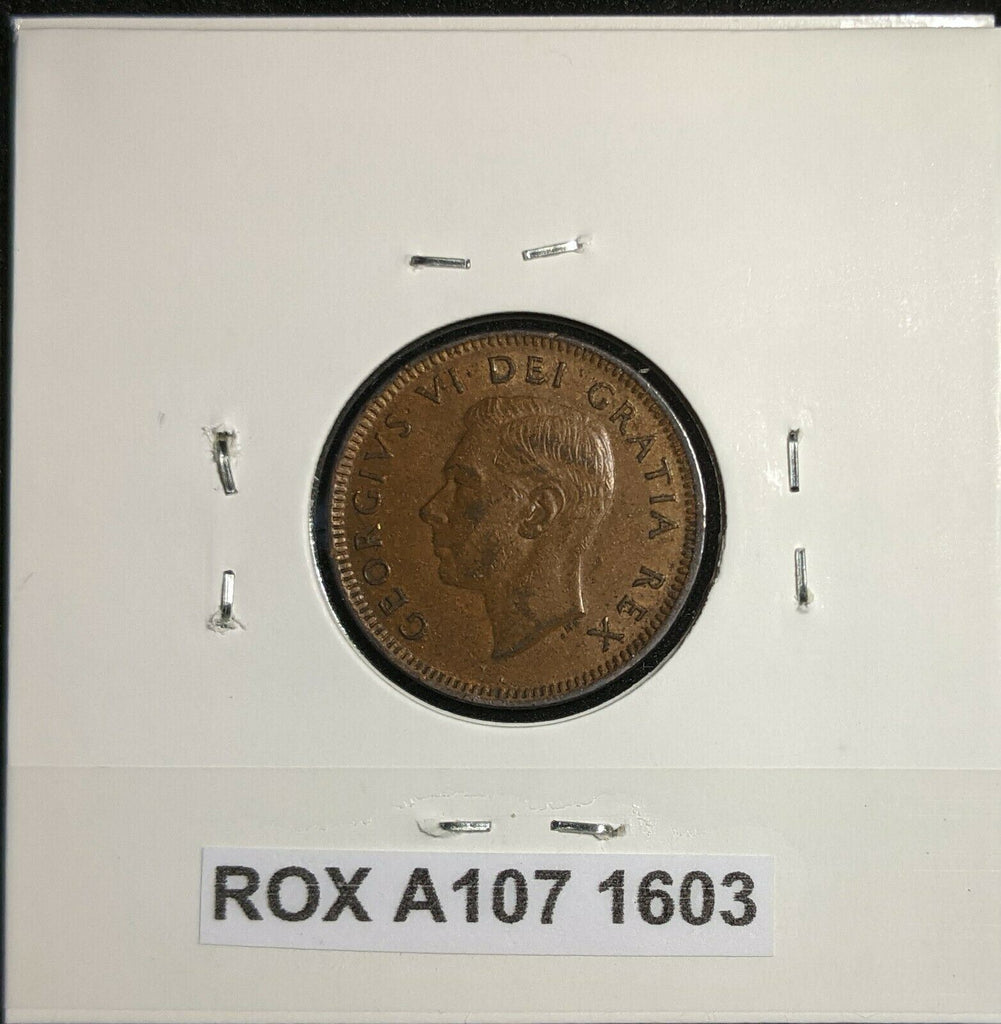 GEORGIVS VI · DEI · GRATIA REX
ROX A107 1603